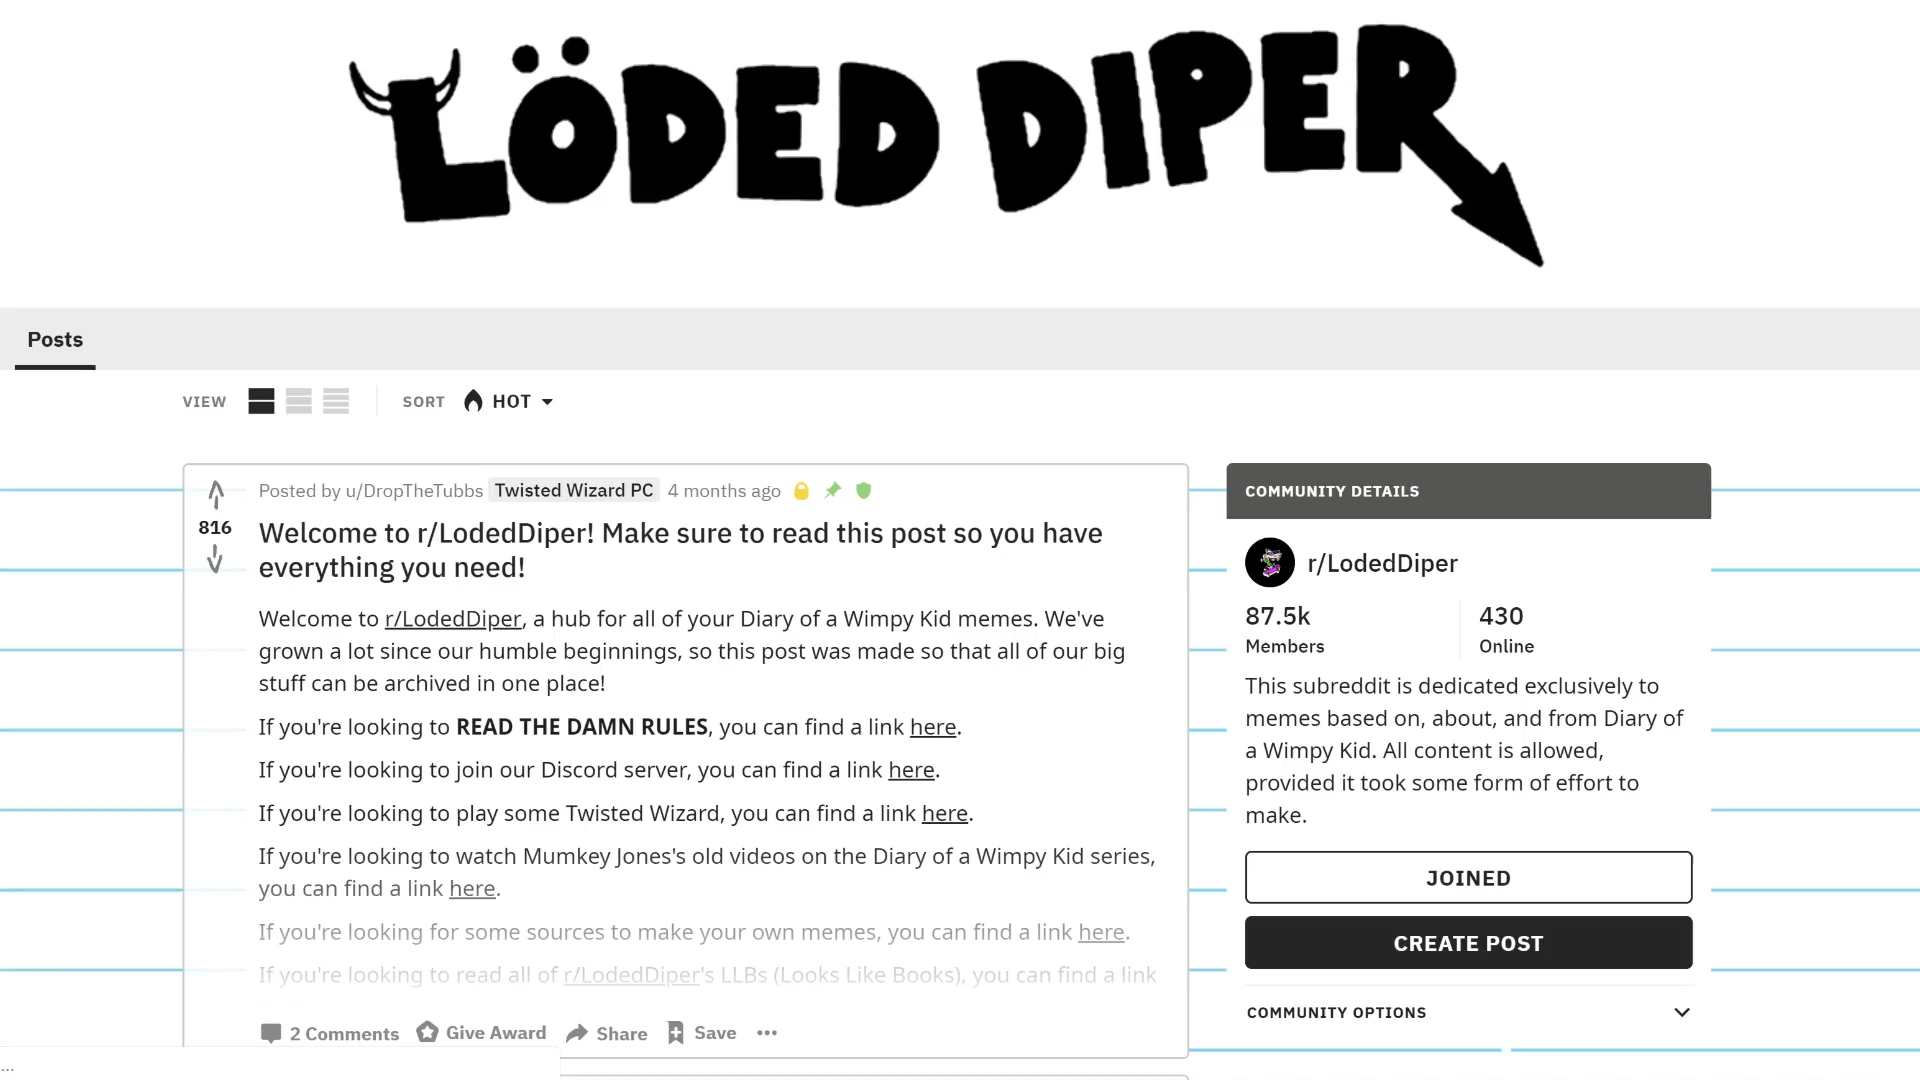 LÖDED DIPER
Posts
VIEW
SORT HOT
Posted by u/DropTheTubbs Twisted Wizard PC 4 months ago
816
Welcome to r/LodedDiper! Make sure to read this post so you have
everything you need!
Welcome to r/LodedDiper, a hub for all of your Diary of a Wimpy Kid memes. We've
grown a lot since our humble beginnings, so this post was made so that all of our big
stuff can be archived in one place!
If you're looking to READ THE DAMN RULES, you can find a link here.
If you're looking to join our Discord server, you can find a link here.
If you're looking to play some Twisted Wizard, you can find a link here.
If you're looking to watch Mumkey Jones's old videos on the Diary of a Wimpy Kid series,
you can find a link here.
If you're looking for some sources to make your own memes, you can find a link here.
If you're looking to read all of r/LodedDiper's LLBs (Looks Like Books), you can find a link
2 Comments Give Award Share Save ...
COMMUNITY DETAILS
r/LodedDiper
87.5k 430
Members Online
This subreddit is dedicated exclusively to
memes based on, about, and from Diary of
a Wimpy Kid. All content is allowed,
provided it took some form of effort to
make.
JOINED
CREATE POST
COMMUNITY OPTIONS
...